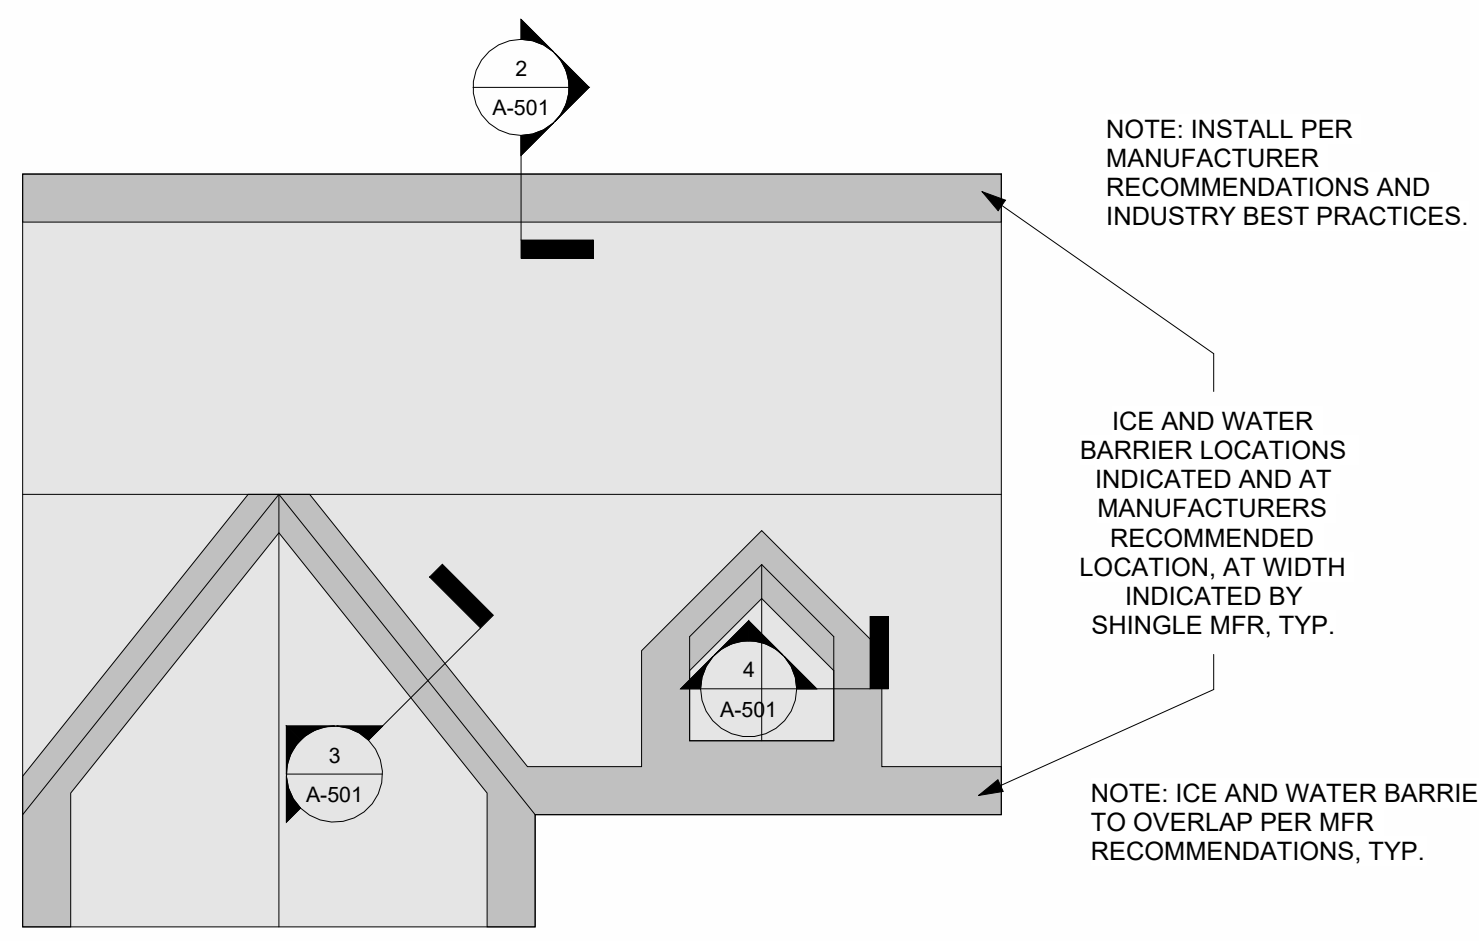 2
A-501
NOTE: INSTALL PER
MANUFACTURER
RECOMMENDATIONS AND
INDUSTRY BEST PRACTICES.
ICE AND WATER
BARRIER LOCATIONS
INDICATED AND AT
MANUFACTURERS
RECOMMENDED
LOCATION, AT WIDTH
INDICATED BY
SHINGLE MFR, TYP.
4
A-501
3
A-501
NOTE: ICE AND WATER BARRIE
TO OVERLAP PER MFR
RECOMMENDATIONS, TYP.